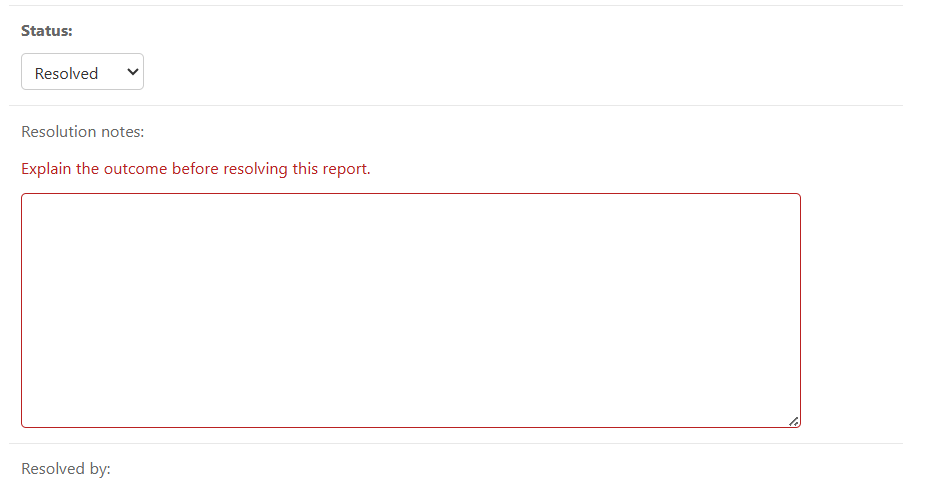 Status:
Resolved
Resolution notes:
Explain the outcome before resolving this report.
Resolved by: